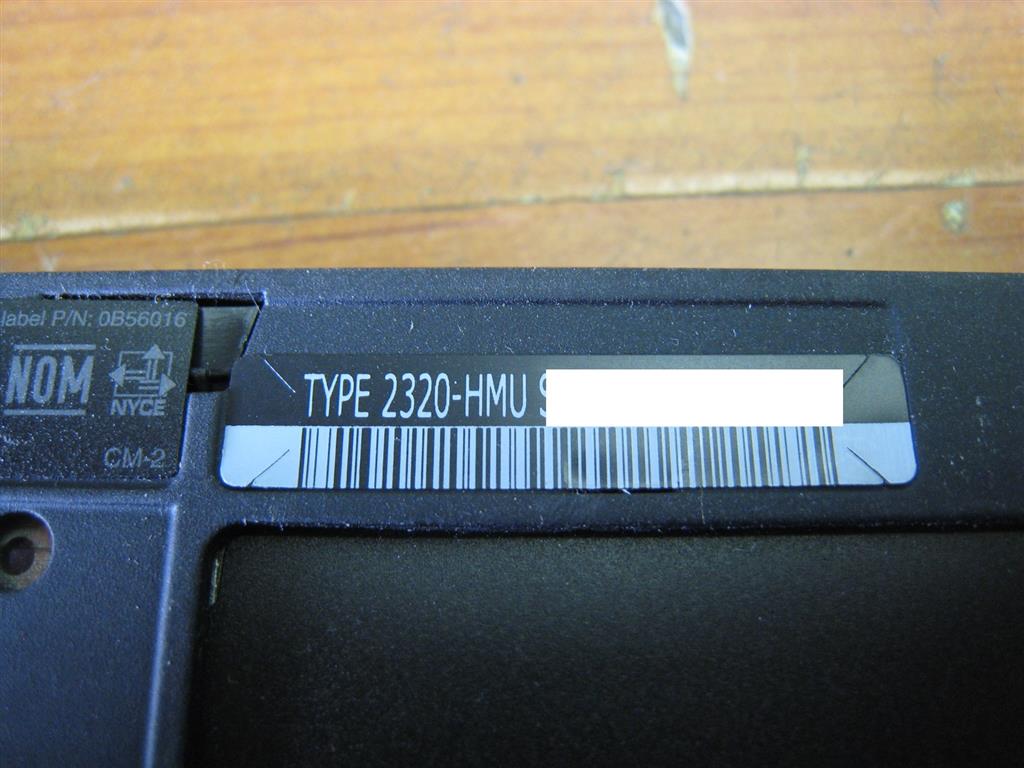 label P/N: 0B56016
NOM
NYCE
CM-2
TYPE 2320-HMU S